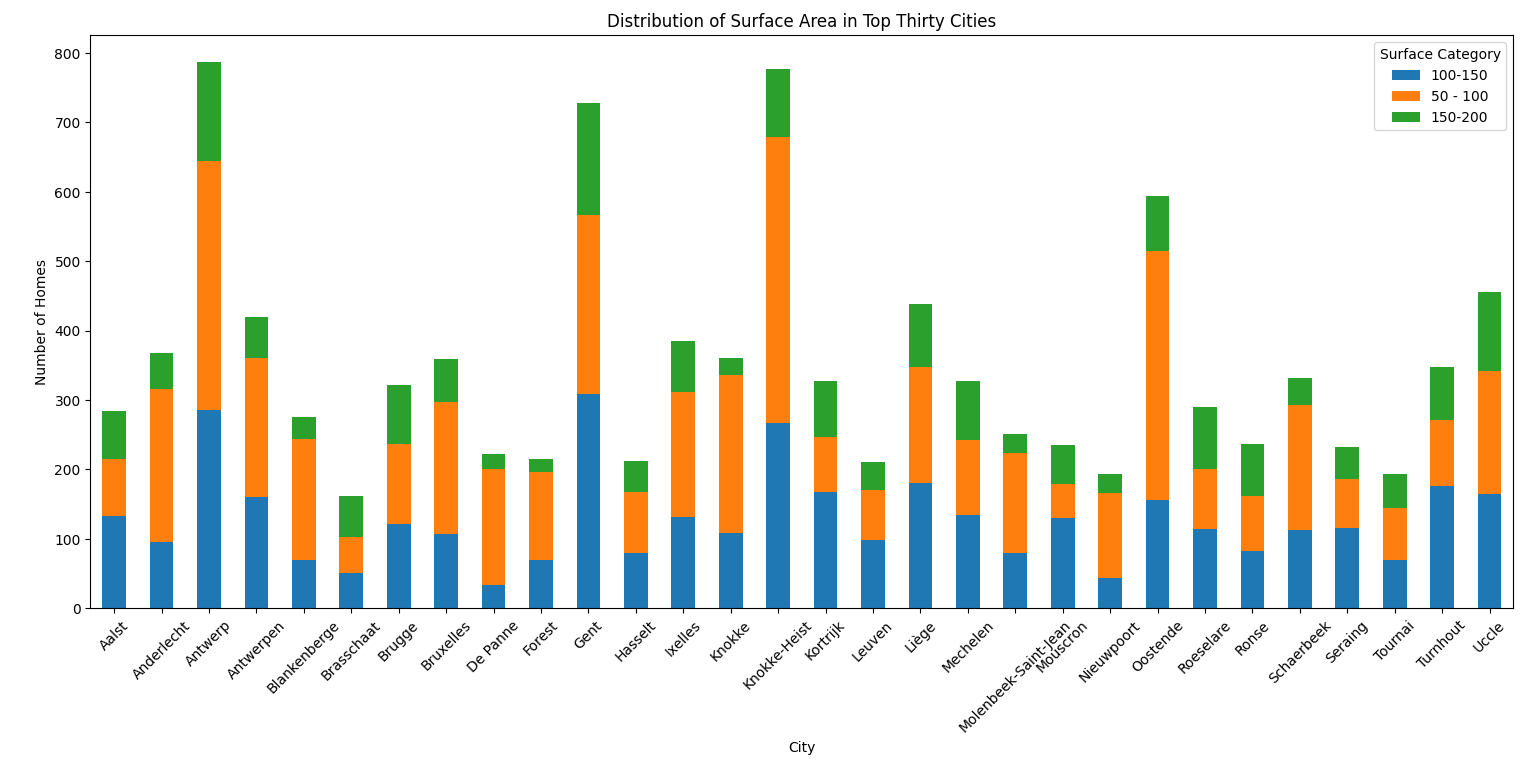 Distribution of Surface Area in Top Thirty Cities
Surface Category
100-150
50 - 100
150-200
Number of Homes
800
700
600
500
400
300
200
100
0
Aalst
Anderlecht
Antwerp
Antwerpen
Blankenberge
Brasschaat
Brugge
Bruxelles
De Panne
Forest
Gent
Hasselt
Ixelles
Knokke
Knokke-Heist
Kortrijk
Leuven
Liège
Mechelen
Molenbeek-Saint-Jean
Mouscron
Nieuwpoort
Oostende
Roeselare
Ronse
Schaerbeek
Seraing
Tournai
Turnhout
Uccle
City